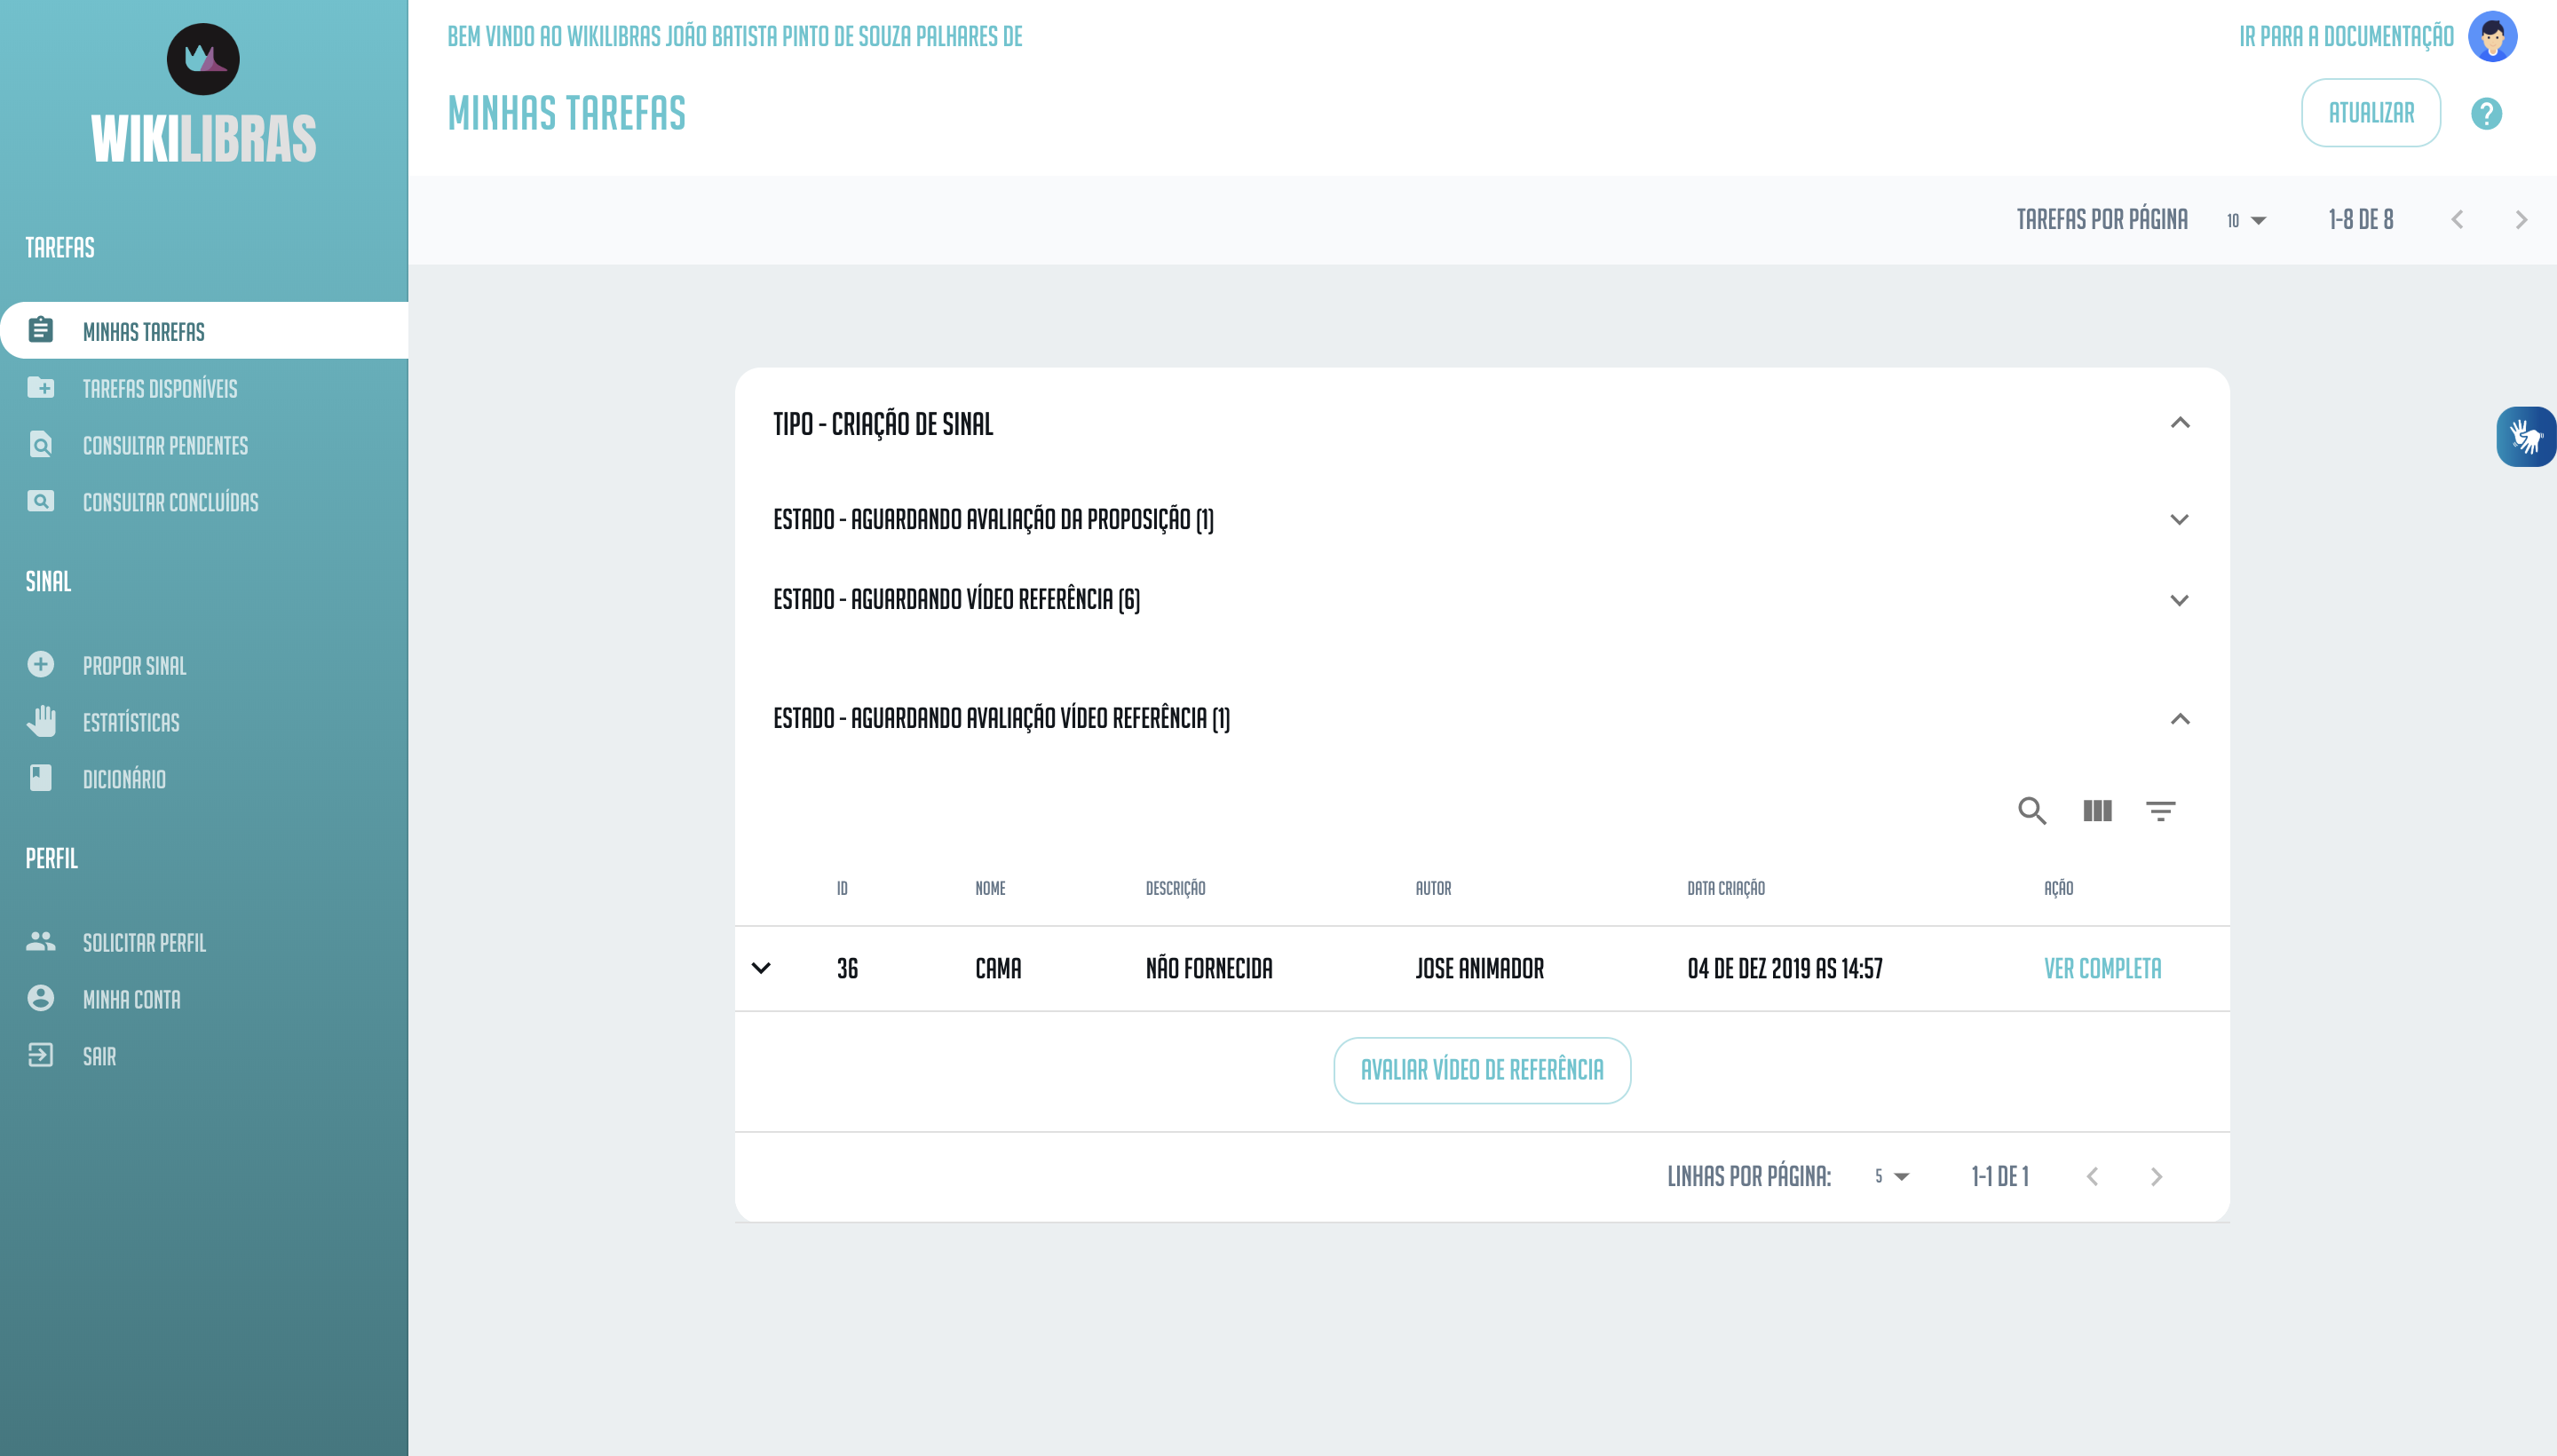 WIKILIBRAS
TAREFAS
MINHAS TAREFAS
TAREFAS DISPONÍVEIS
CONSULTAR PENDENTES
CONSULTAR CONCLUÍDAS
SINAL
PROPOR SINAL
ESTATÍSTICAS
DICIONÁRIO
PERFIL
SOLICITAR PERFIL
MINHA CONTA
SAIR
BEM VINDO AO WIKILIBRAS JOÃO BATISTA PINTO DE SOUZA PALHARES DE
IR PARA A DOCUMENTAÇÃO
MINHAS TAREFAS
ATUALIZAR
?
TAREFAS POR PÁGINA 10 1-8 DE 8
TIPO - CRIAÇÃO DE SINAL
ESTADO - AGUARDANDO AVALIAÇÃO DA PROPOSIÇÃO (1)
ESTADO - AGUARDANDO VÍDEO REFERÊNCIA (6)
ESTADO - AGUARDANDO AVALIAÇÃO VÍDEO REFERÊNCIA (1)
ID NOME DESCRIÇÃO AUTOR DATA CRIAÇÃO AÇÃO
36 CAMA NÃO FORNECIDA JOSE ANIMADOR 04 DE DEZ 2019 AS 14:57 VER COMPLETA
AVALIAR VÍDEO DE REFERÊNCIA
LINHAS POR PÁGINA: 5 1-1 DE 1